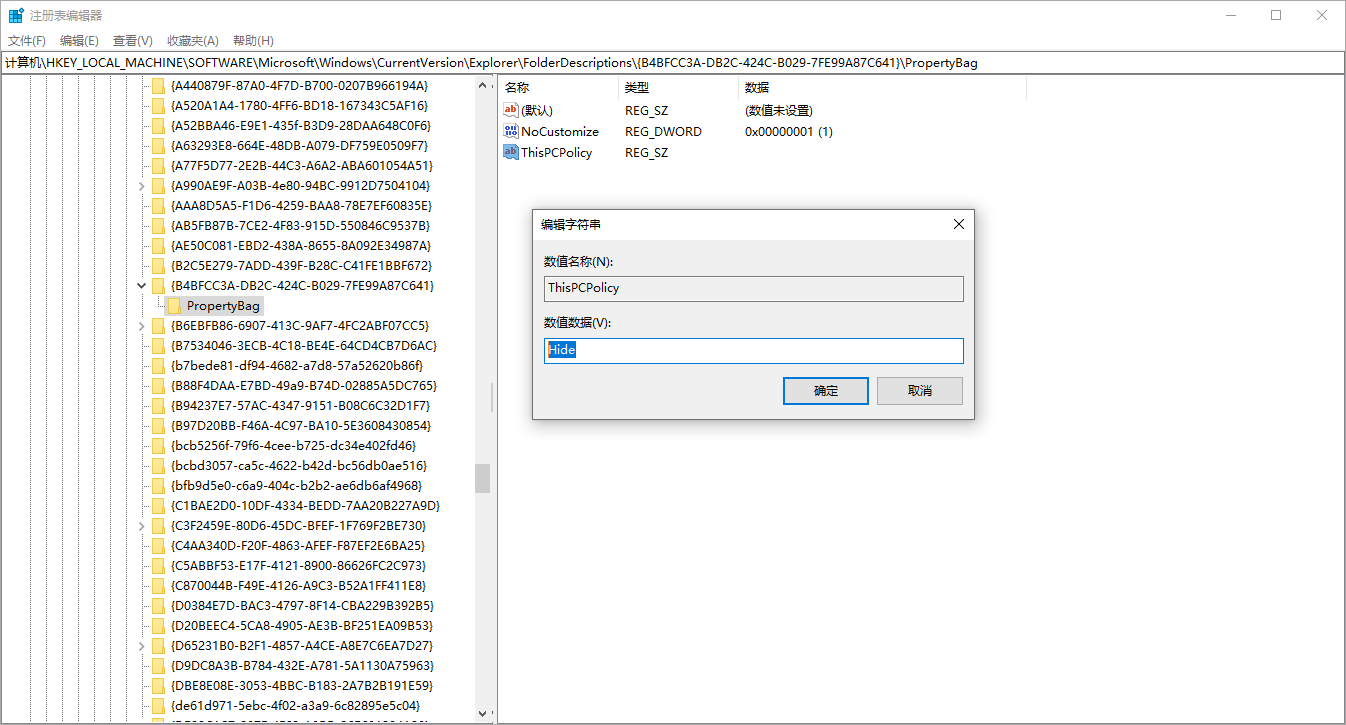 注册表编辑器
文件(F) 编辑(E) 查看(V) 收藏夹(A) 帮助(H)
计算机\HKEY_LOCAL_MACHINE\SOFTWARE\Microsoft\Windows\CurrentVersion\Explorer\FolderDescriptions\{B4BFCC3A-DB2C-424C-B029-7FE99A87C641}\PropertyBag
{A440879F-87A0-4F7D-B700-0207B966194A}
{A520A1A4-1780-4FF6-BD18-167343C5AF16}
{A52BBA46-E9E1-435f-B3D9-28DAA648C0F6}
{A63293E8-664E-48DB-A079-DF759E0509F7}
{A77F5D77-2E2B-44C3-A6A2-ABA601054A51}
{A990AE9F-A03B-4e80-94BC-9912D7504104}
{AAA8D5A5-F1D6-4259-BAA8-78E7EF60835E}
{AB5FB87B-7CE2-4F83-915D-550846C9537B}
{AE50C081-EBD2-438A-8655-8A092E34987A}
{B2C5E279-7ADD-439F-B28C-C41FE1BBF672}
{B4BFCC3A-DB2C-424C-B029-7FE99A87C641}
PropertyBag
{B6EBFB86-6907-413C-9AF7-4FC2ABF07CC5}
{B7534046-3ECB-4C18-BE4E-64CD4CB7D6AC}
{b7bede81-df94-4682-a7d8-57a52620b86f}
{B88F4DAA-E7BD-49a9-B74D-02885A5DC765}
{B94237E7-57AC-4347-9151-B08C6C32D1F7}
{B97D20BB-F46A-4C97-BA10-5E3608430854}
{bcb5256f-79f6-4cee-b725-dc34e402fd46}
{bcbd3057-ca5c-4622-b42d-bc56db0ae516}
{bfb9d5e0-c6a9-404c-b2b2-ae6db6af4968}
{C1BAE2D0-10DF-4334-BEDD-7AA20B227A9D}
{C3F2459E-80D6-45DC-BFEF-1F769F2BE730}
{C4AA340D-F20F-4863-AFEF-F87EF2E6BA25}
{C5ABBF53-E17F-4121-8900-86626FC2C973}
{C870044B-F49E-4126-A9C3-B52A1FF411E8}
{D0384E7D-BAC3-4797-8F14-CBA229B392B5}
{D20BEEC4-5CA8-4905-AE3B-BF251EA09B53}
{D65231B0-B2F1-4857-A4CE-A8E7C6EA7D27}
{D9DC8A3B-B784-432E-A781-5A1130A75963}
{DBE8E08E-3053-4BBC-B183-2A7B2B191E59}
{de61d971-5ebc-4f02-a3a9-6c82895e5c04}
名称 类型 数据
(默认) REG_SZ (数值未设置)
NoCustomize REG_DWORD 0x00000001 (1)
ThisPCPolicy REG_SZ
编辑字符串
数值名称(N):
ThisPCPolicy
数值数据(V):
Hide
确定 取消